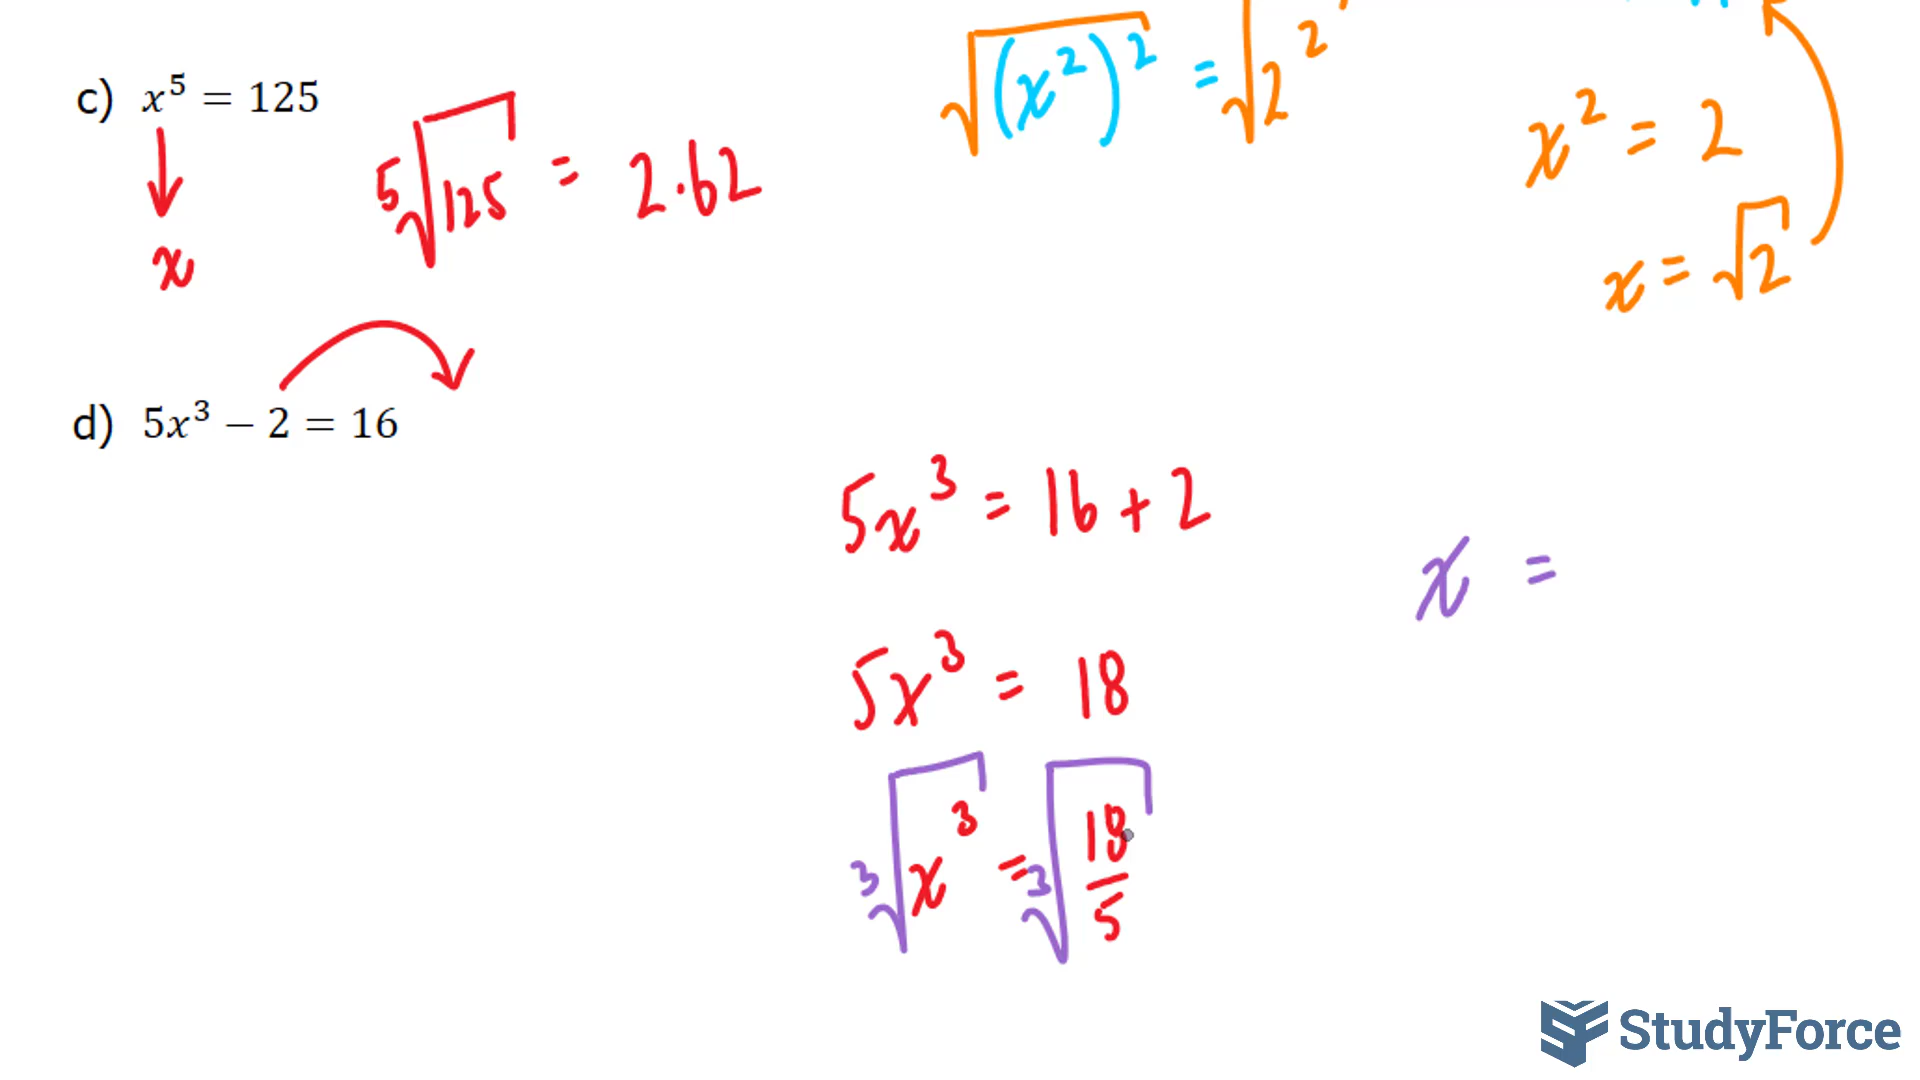 c) x⁵ = 125
x
⁵√125 = 2.62
√(x²)² = √2²
x² = 2
x = √2
d) 5x³ − 2 = 16
5x³ = 16 + 2
5x³ = 18
³√x³ = ³√18/5
x =
StudyForce